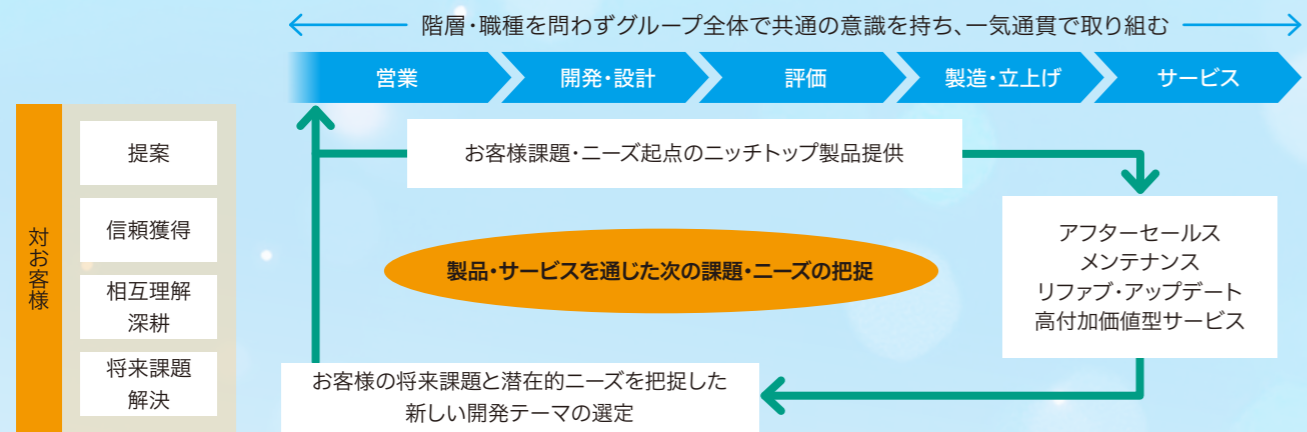 階層・職種を問わずグループ全体で共通の意識を持ち、一気通貫で取り組む
営業
開発・設計
評価
製造・立上げ
サービス
対お客様
提案
信頼獲得
相互理解
深耕
将来課題
解決
お客様課題・ニーズ起点のニッチトップ製品提供
製品・サービスを通じた次の課題・ニーズの把捉
アフターセールス
メンテナンス
リファブ・アップデート
高付加価値型サービス
お客様の将来課題と潜在的ニーズを把捉した
新しい開発テーマの選定